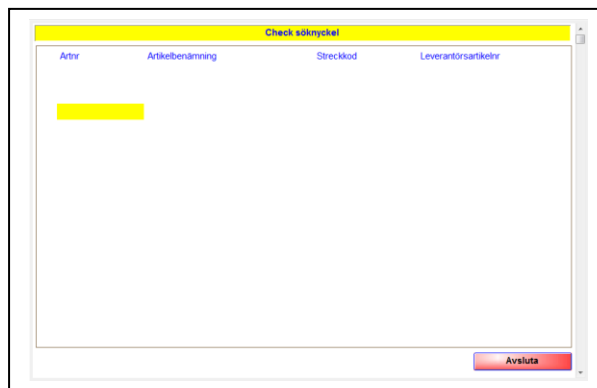 Check söknyckel
Artnr Artikelbenämning Streckkod Leverantörsartikelnr
Avsluta